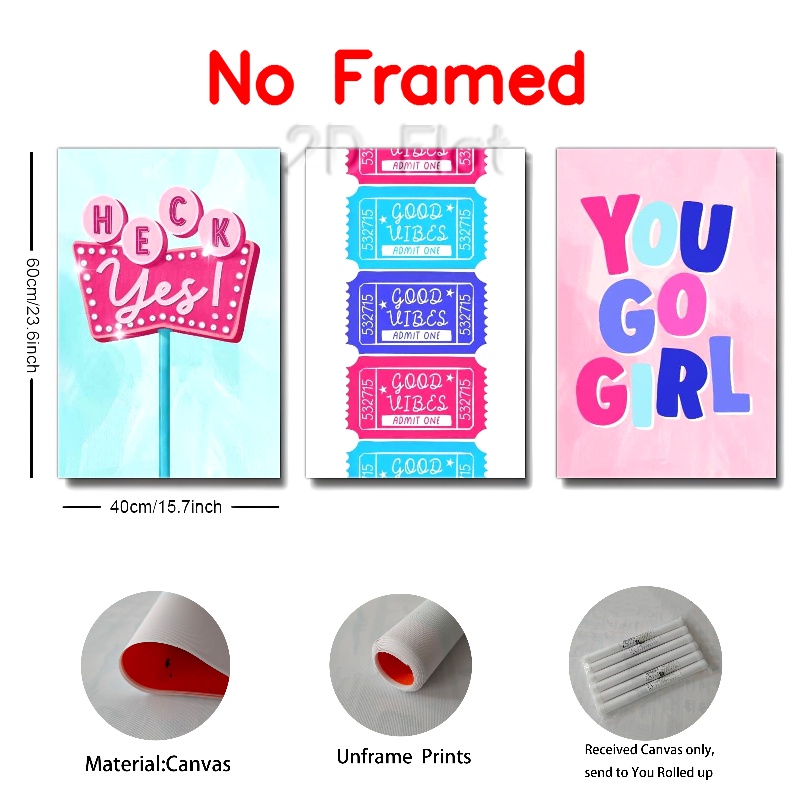 No Framed
2D Flat
60cm/23.6inch
40cm/15.7inch
HECK
Yes!
532715
ADMIT ONE
532715
532715
GOOD
VIBES
ADMIT ONE
532715
532715
GOOD
VIBES
ADMIT ONE
532715
532715
GOOD
VIBES
ADMIT ONE
532715
GOOD
YOU
GO
GIRL
Material:Canvas
Unframe Prints
Received Canvas only,
send to You Rolled up